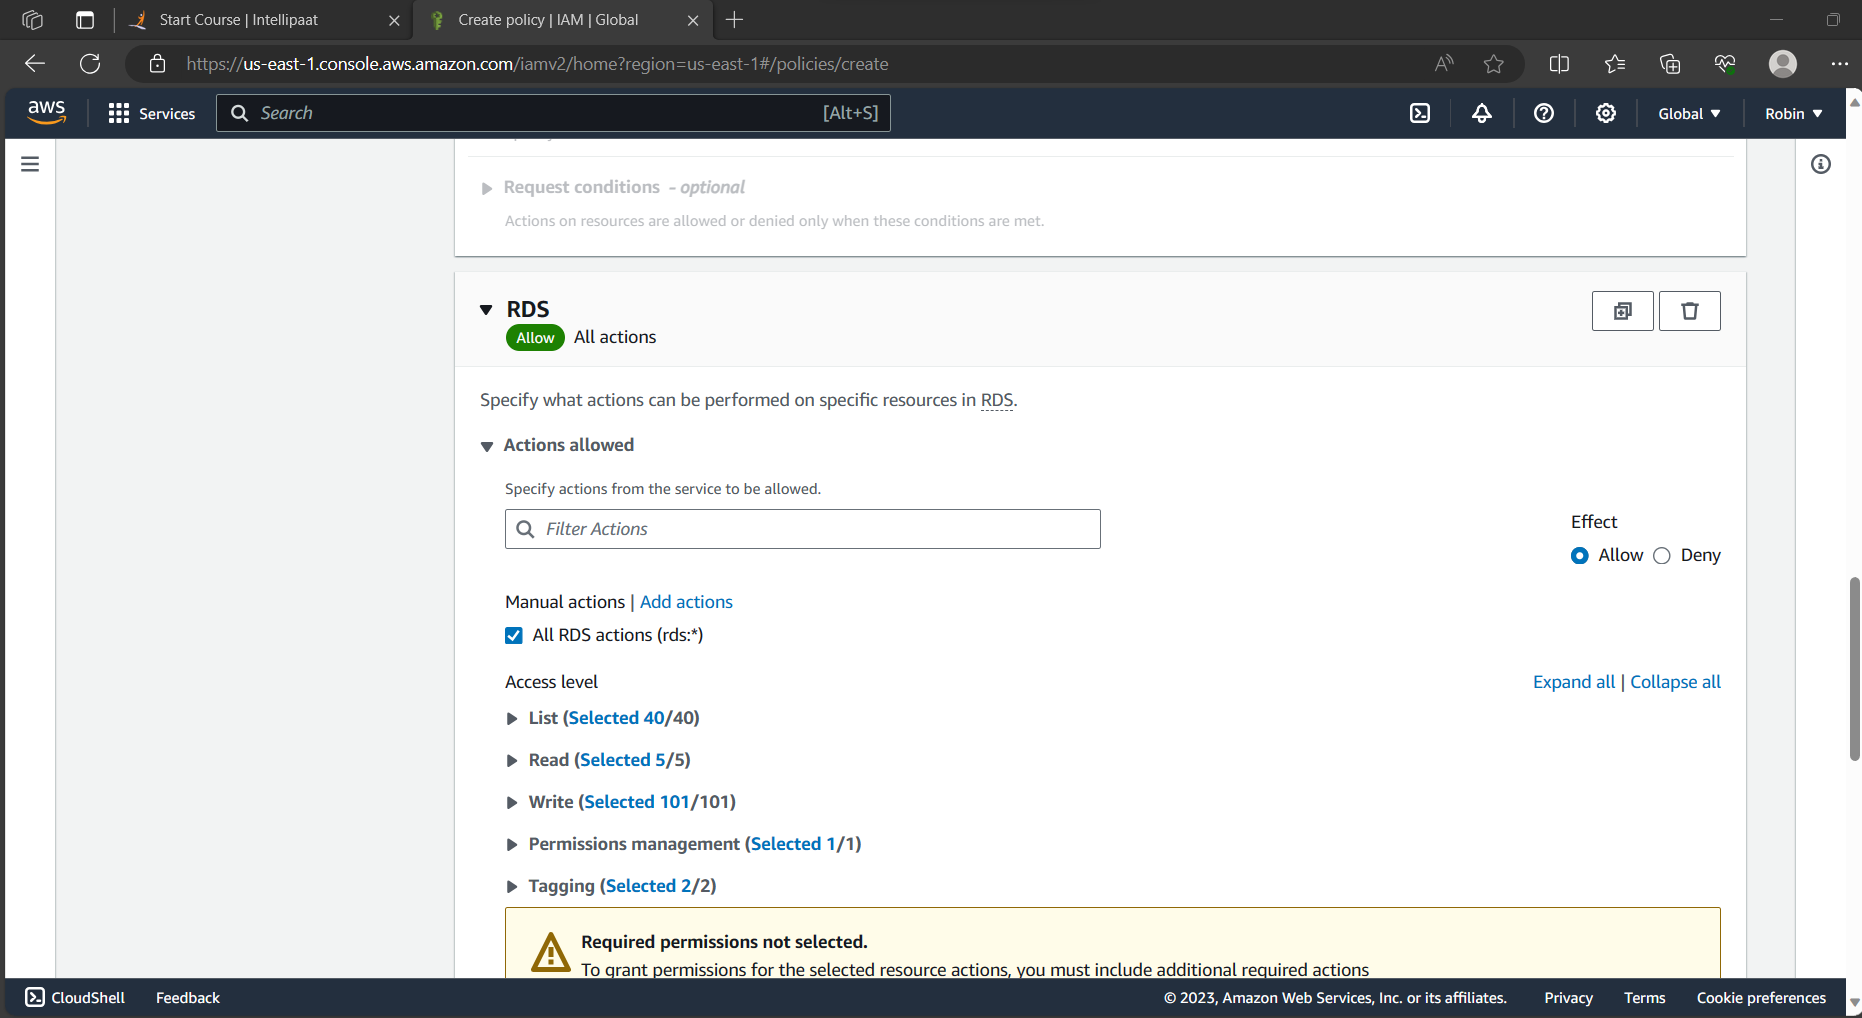 Start Course | Intellipaat
Create policy | IAM | Global
https://us-east-1.console.aws.amazon.com/iamv2/home?region=us-east-1#/policies/create
aws
Services
Search
[Alt+S]
Global
Robin
Request conditions - optional
Actions on resources are allowed or denied only when these conditions are met.
RDS
Allow All actions
Specify what actions can be performed on specific resources in RDS.
Actions allowed
Specify actions from the service to be allowed.
Filter Actions
Effect
Allow Deny
Manual actions | Add actions
All RDS actions (rds:*)
Access level
Expand all | Collapse all
List (Selected 40/40)
Read (Selected 5/5)
Write (Selected 101/101)
Permissions management (Selected 1/1)
Tagging (Selected 2/2)
Required permissions not selected.
To grant permissions for the selected resource actions, you must include additional required actions
CloudShell
Feedback
© 2023, Amazon Web Services, Inc. or its affiliates.
Privacy
Terms
Cookie preferences